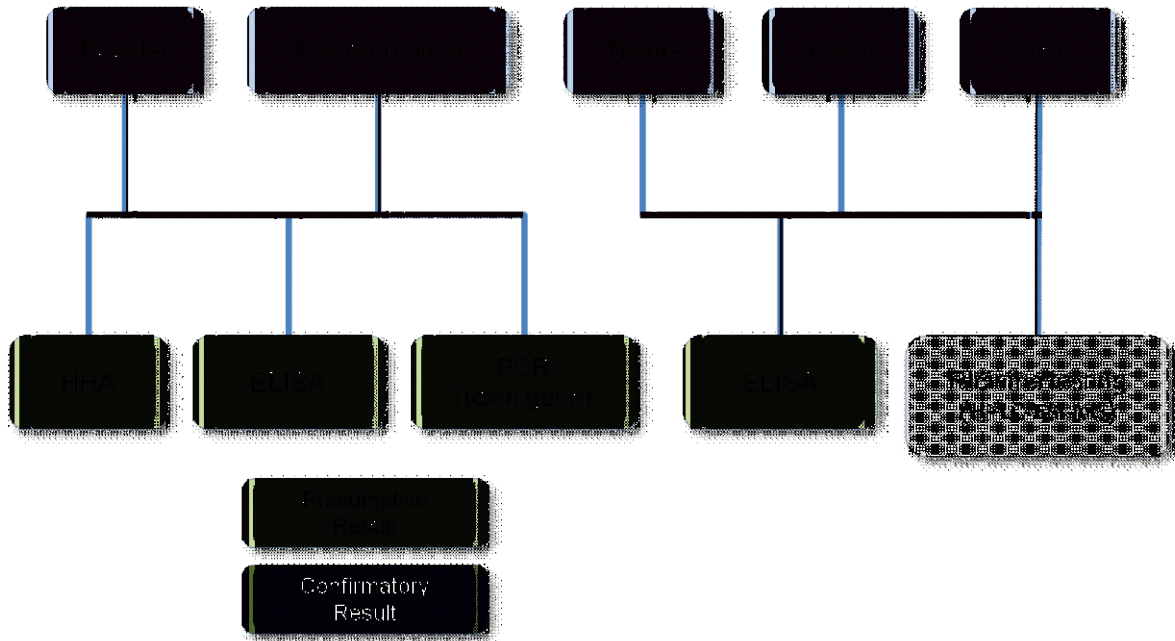 Powder
Environmental
Tissue
Blood
Urine
HHA
ELISA
PCR
(toxin gene)
ELISA
Presumptive
Result
Confirmatory
Result